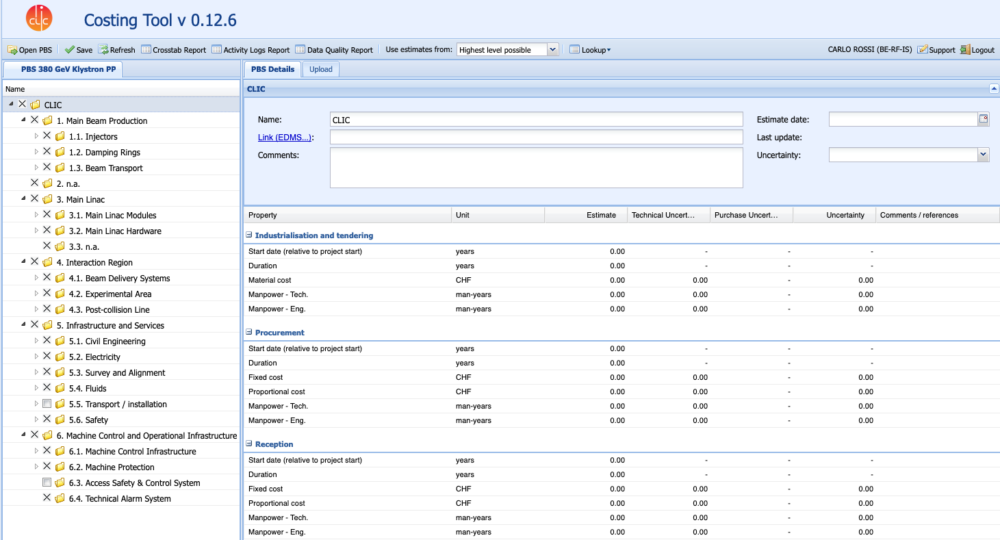 clic
Costing Tool v 0.12.6
Open PBS Save Refresh Crosstab Report Activity Logs Report Data Quality Report Use estimates from: Highest level possible Lookup CARLO ROSSI (BE-RF-IS) Support Logout
PBS 380 GeV Klystron PP
Name
CLIC
1. Main Beam Production
1.1. Injectors
1.2. Damping Rings
1.3. Beam Transport
2. n.a.
3. Main Linac
3.1. Main Linac Modules
3.2. Main Linac Hardware
3.3. n.a.
4. Interaction Region
4.1. Beam Delivery Systems
4.2. Experimental Area
4.3. Post-collision Line
5. Infrastructure and Services
5.1. Civil Engineering
5.2. Electricity
5.3. Survey and Alignment
5.4. Fluids
5.5. Transport / installation
5.6. Safety
6. Machine Control and Operational Infrastructure
6.1. Machine Control Infrastructure
6.2. Machine Protection
6.3. Access Safety & Control System
6.4. Technical Alarm System
PBS Details Upload
CLIC
Name: CLIC Estimate date:
Link (EDMS...): Last update:
Comments: Uncertainty:
Property Unit Estimate Technical Uncert... Purchase Uncert... Uncertainty Comments / references
Industrialisation and tendering
Start date (relative to project start) years 0.00 - - -
Duration years 0.00 - - -
Material cost CHF 0.00 0.00 - 0.00
Manpower - Tech. man-years 0.00 0.00 - 0.00
Manpower - Eng. man-years 0.00 0.00 - 0.00
Procurement
Start date (relative to project start) years 0.00 - - -
Duration years 0.00 - - -
Fixed cost CHF 0.00 0.00 - 0.00
Proportional cost CHF 0.00 0.00 - 0.00
Manpower - Tech. man-years 0.00 0.00 - 0.00
Manpower - Eng. man-years 0.00 0.00 - 0.00
Reception
Start date (relative to project start) years 0.00 - - -
Duration years 0.00 - - -
Fixed cost CHF 0.00 0.00 - 0.00
Proportional cost CHF 0.00 0.00 - 0.00
Manpower - Tech. man-years 0.00 0.00 - 0.00
Manpower - Eng. man-years 0.00 0.00 - 0.00